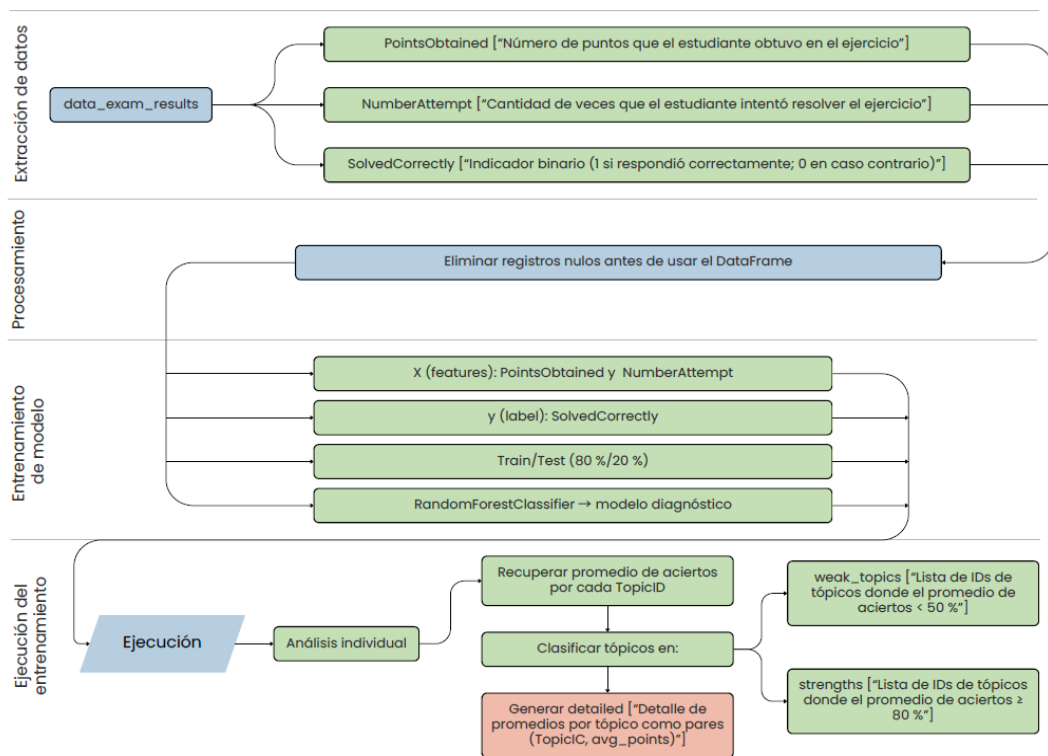 Extracción de datos
data_exam_results
PointsObtained [“Número de puntos que el estudiante obtuvo en el ejercicio”]
NumberAttempt [“Cantidad de veces que el estudiante intentó resolver el ejercicio”]
SolvedCorrectly [“Indicador binario (1 si respondió correctamente; 0 en caso contrario)”]
Procesamiento
Eliminar registros nulos antes de usar el DataFrame
Entrenamiento
de modelo
X (features): PointsObtained y NumberAttempt
y (label): SolvedCorrectly
Train/Test (80 %/20 %)
RandomForestClassifier → modelo diagnóstico
Ejecución del
entrenamiento
Ejecución
Análisis individual
Recuperar promedio de aciertos
por cada TopicID
Clasificar tópicos en:
Generar detailed [“Detalle de
promedios por tópico como pares
(TopicIC, avg_points)”]
weak_topics [“Lista de IDs de
tópicos donde el promedio de
aciertos < 50 %”]
strengths [“Lista de IDs de tópicos
donde el promedio de aciertos ≥
80 %”]